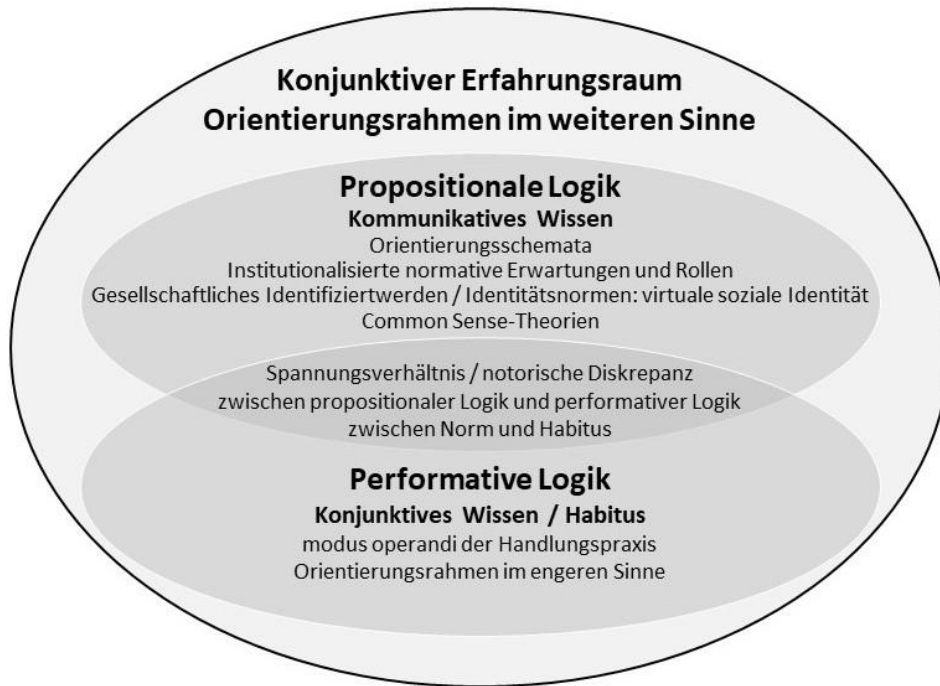 Konjunktiver Erfahrungsraum
Orientierungsrahmen im weiteren Sinne
Propositionale Logik
Kommunikatives Wissen
Orientierungsschemata
Institutionalisierte normative Erwartungen und Rollen
Gesellschaftliches Identifiziertwerden / Identitätsnormen: virtuale soziale Identität
Common Sense-Theorien
Spannungsverhältnis / notorische Diskrepanz
zwischen propositionaler Logik und performativer Logik
zwischen Norm und Habitus
Performative Logik
Konjunktives Wissen / Habitus
modus operandi der Handlungspraxis
Orientierungsrahmen im engeren Sinne